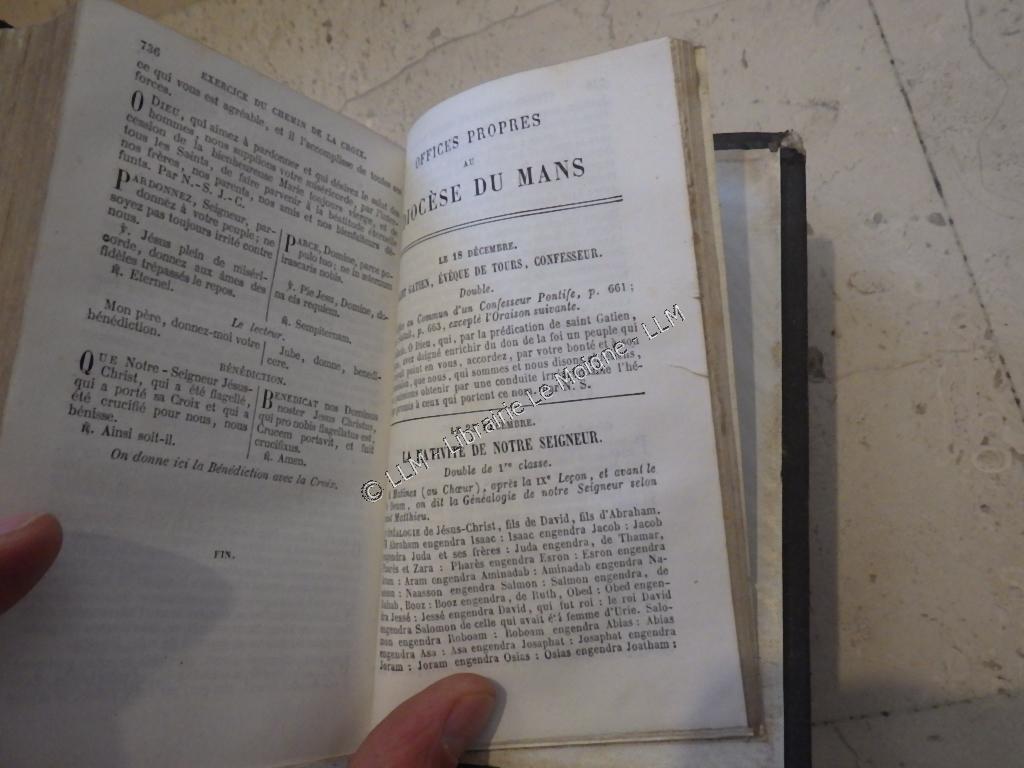 736
EXERCICE DU CHEMIN DE LA CROIX.
ce qui vous est agréable, et il l'accomplisse de toutes ses
forces.
O DIEU, qui aimez à pardonner et qui désirez le salut des
hommes, nous supplions votre miséricorde, par l'intercession
cession de la bienheureuse Marie toujours vierge et de
tous les Saints, de faire parvenir à la béatitude éternelle
nos frères, nos parents, nos amis et nos bienfaiteurs dé-
funts. Par N.-S. J.-C.
PARDONNEZ, Seigneur, par-
donnez à votre peuple; ne
soyez pas toujours irrité contre
nous.
℣. Jésus plein de miséri-
corde, donnez aux âmes des
fidèles trépassés le repos.
℟. Eternel.
PARCE, Domine, parce po-
pulo tuo; ne in æternum
irascaris nobis.
℣. Pie Jesu, Domine, do-
na eis requiem.
℟. Sempiternam.
Le lecteur.
Mon père, donnez-moi votre
bénédiction.
Jube, domne, benedi-
cere.
BÉNÉDICTION.
QUE Notre-Seigneur Jésus-
Christ, qui a été flagellé,
qui a porté sa Croix et qui a
été crucifié pour nous, nous
bénisse.
℟. Ainsi soit-il.
BENEDICAT nos Dominus
noster Jesus Christus,
qui pro nobis flagellatus est,
Crucem portavit, et fuit
crucifixus.
℟. Amen.
On donne ici la Bénédiction avec la Croix.
FIN.
OFFICES PROPRES
AU
OCÈSE DU MANS
LE 18 DÉCEMBRE.
GATIEN, ÉVÊQUE DE TOURS, CONFESSEUR.
Double.
au Commun d'un Confesseur Pontife, p. 661;
p. 663, excepté l'Oraison suivante.
ô Dieu, qui, par la prédication de saint Gatien,
avez daigné enrichir du don de la foi un peuple qui
point en vous, accordez, par votre bonté et
que nous, qui sommes et nous disons
obtenir par une conduite l'hé-
promis à ceux qui portent ce nom. Par N. S.
LE DÉCEMBRE.
LA NATIVITÉ DE NOTRE SEIGNEUR.
Double de 1re classe.
Matines (au Chœur), après la IXe Leçon, et avant le
Deum, on dit la Généalogie de notre Seigneur selon
Matthieu.
GÉNÉALOGIE de Jésus-Christ, fils de David, fils d'Abraham.
Abraham engendra Isaac : Isaac engendra Jacob : Jacob
engendra Juda et ses frères : Juda engendra, de Thamar,
Pharès et Zara : Pharès engendra Esron : Esron engendra
Aram : Aram engendra Aminadab : Aminadab engendra Na-
asson : Naasson engendra Salmon : Salmon engendra, de
Rahab, Booz : Booz engendra, de Ruth, Obed : Obed engen-
dra Jessé : Jessé engendra David, qui fut roi : le roi David
engendra Salomon de celle qui avait été femme d'Urie. Salo-
mon engendra Roboam : Roboam engendra Abias : Abias
engendra Asa : Asa engendra Josaphat : Josaphat engendra
Joram : Joram engendra Osias : Osias engendra Joatham :
© LLM - Librairie Le Moigne - LLM